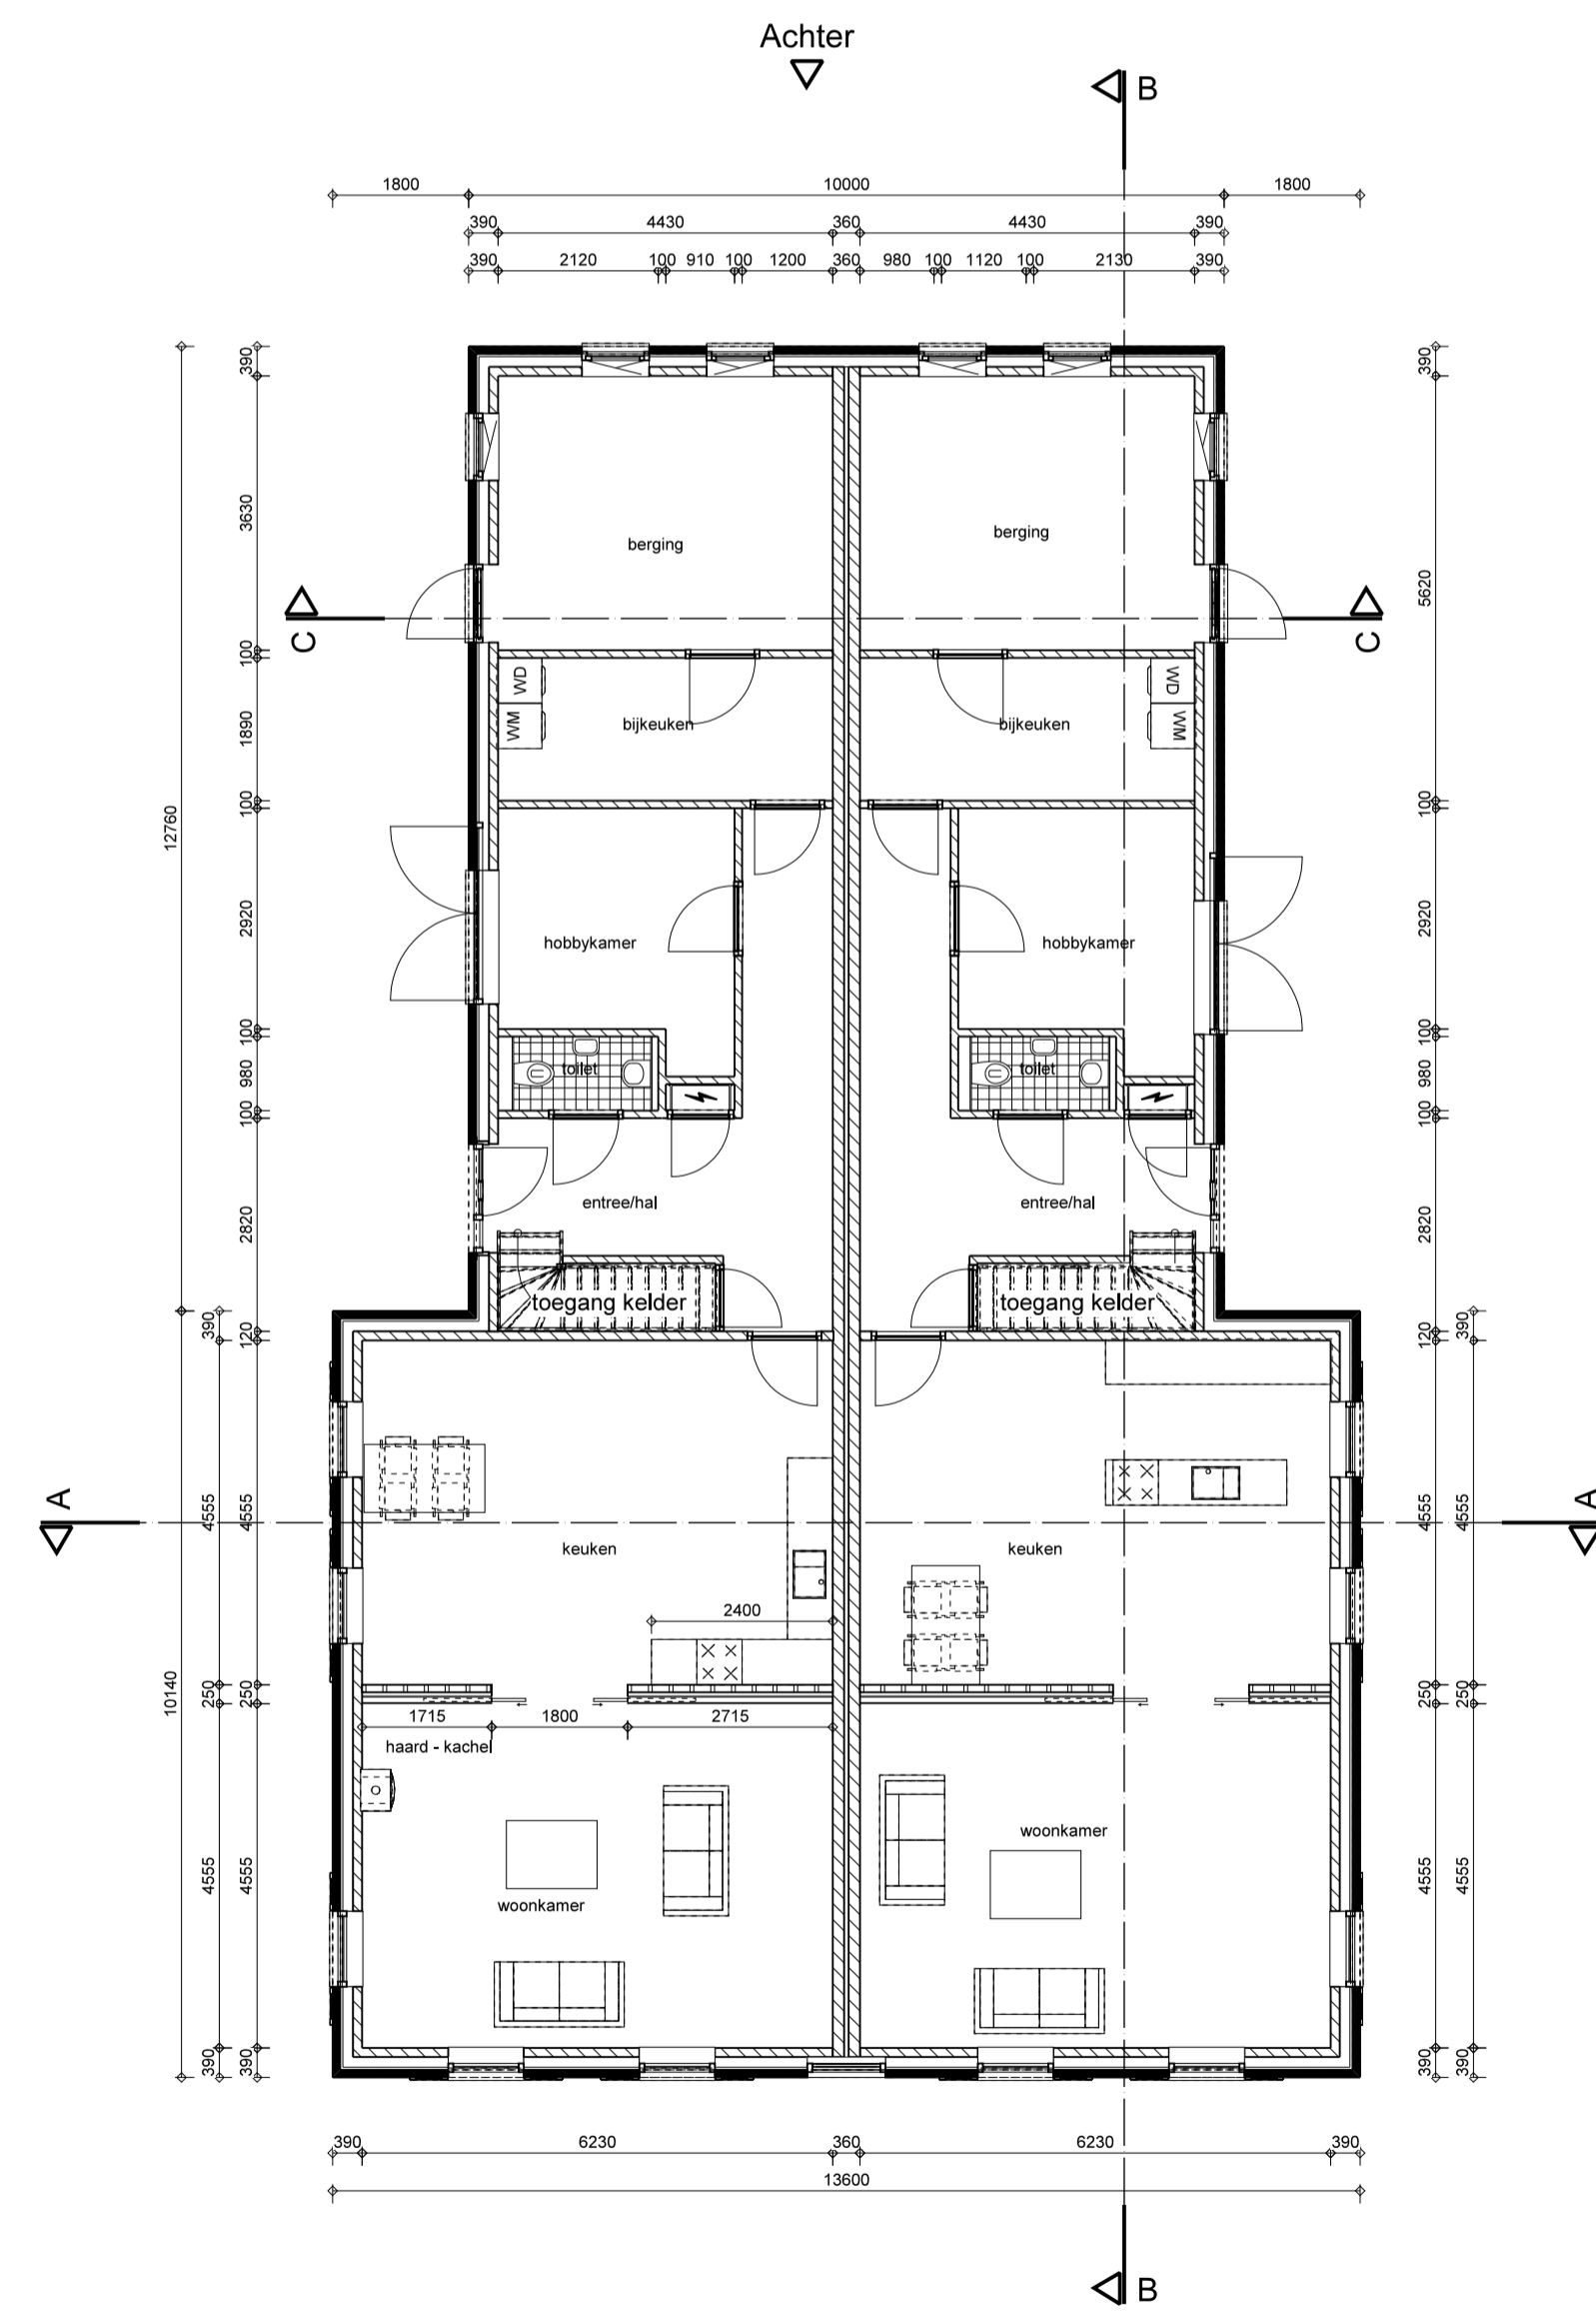 Achter
B
1800 10000 1800
390 4430 360 4430 390
390 2120 100 910 100 1200 360 980 100 1120 100 2130 390
390
390
3630
5620
berging
berging
C
C
100
WD
WD
WM
WM
bijkeuken
bijkeuken
1890
100
100
12760
2920
2920
hobbykamer
hobbykamer
100
100
980
980
toilet
toilet
100
100
entree/hal
entree/hal
2820
2820
toegang kelder
toegang kelder
390
120
120
390
A
A
4555
4555
4555
4555
keuken
keuken
2400
10140
250
250
250
250
1715 1800 2715
haard - kachel
woonkamer
woonkamer
4555
4555
4555
4555
390
390
390
390
390 6230 360 6230 390
13600
B